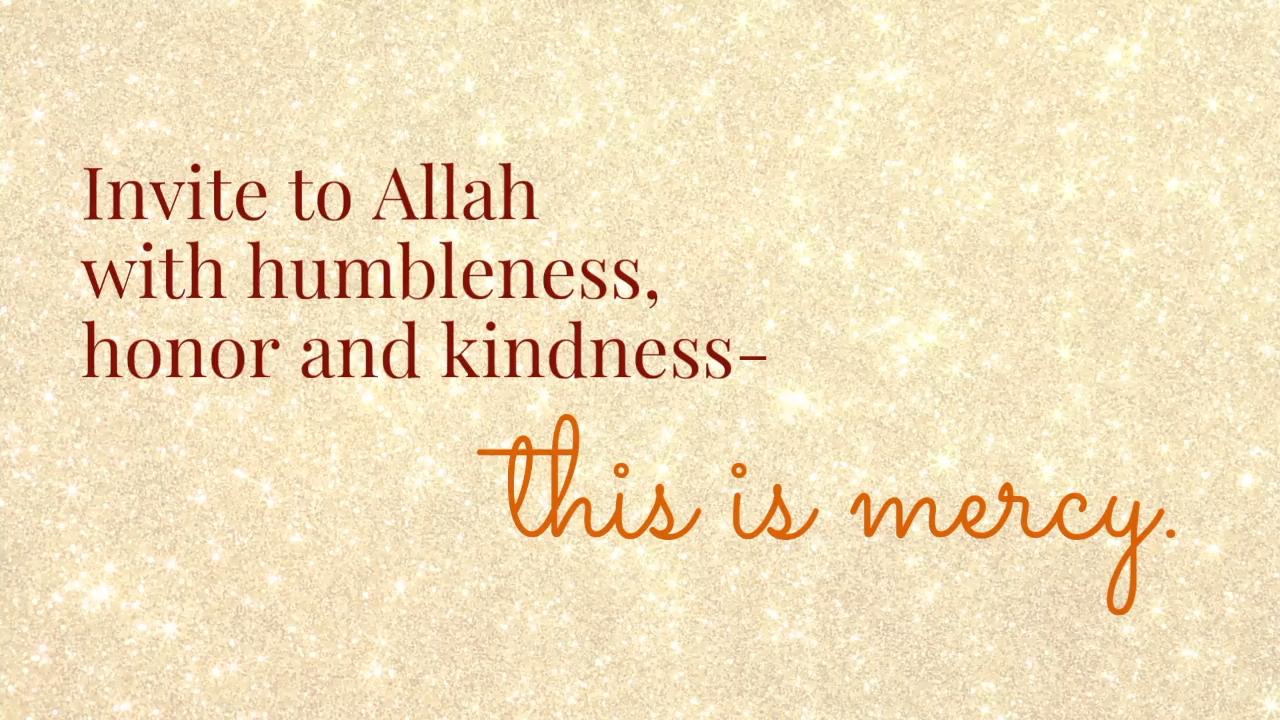 Invite to Allah
with humbleness,
honor and kindness–
this is mercy.